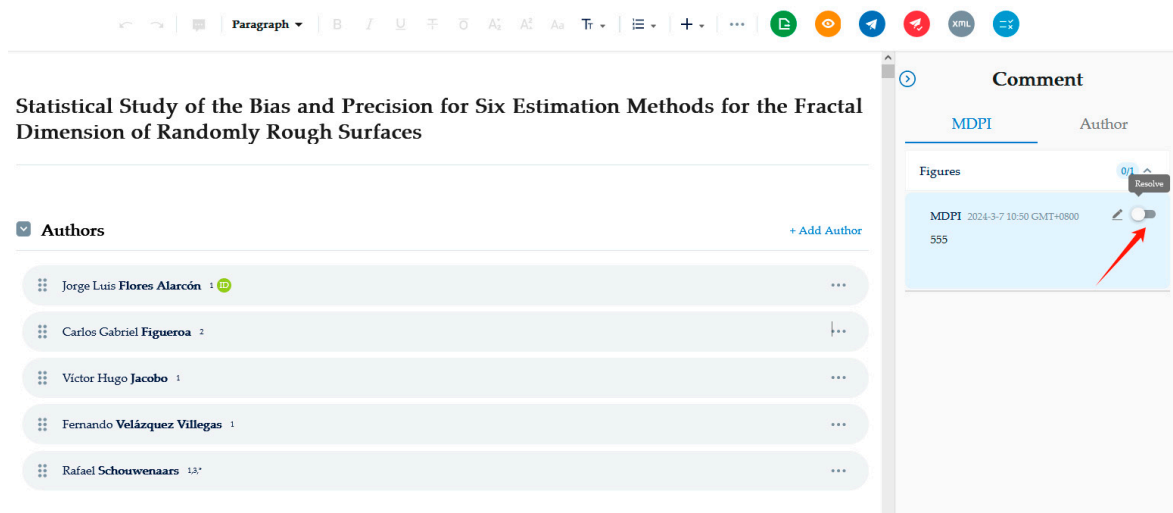 Paragraph B I U T O A A Aa Tт XML
Comment
Statistical Study of the Bias and Precision for Six Estimation Methods for the Fractal
Dimension of Randomly Rough Surfaces
MDPI Author
Figures 0/1
Resolve
MDPI 2024-3-7 10:50 GMT+0800
555
Authors + Add Author
Jorge Luis Flores Alarcón 1 iD
Carlos Gabriel Figueroa 2
Víctor Hugo Jacobo 1
Fernando Velázquez Villegas 1
Rafael Schouwenaars 1,3,*